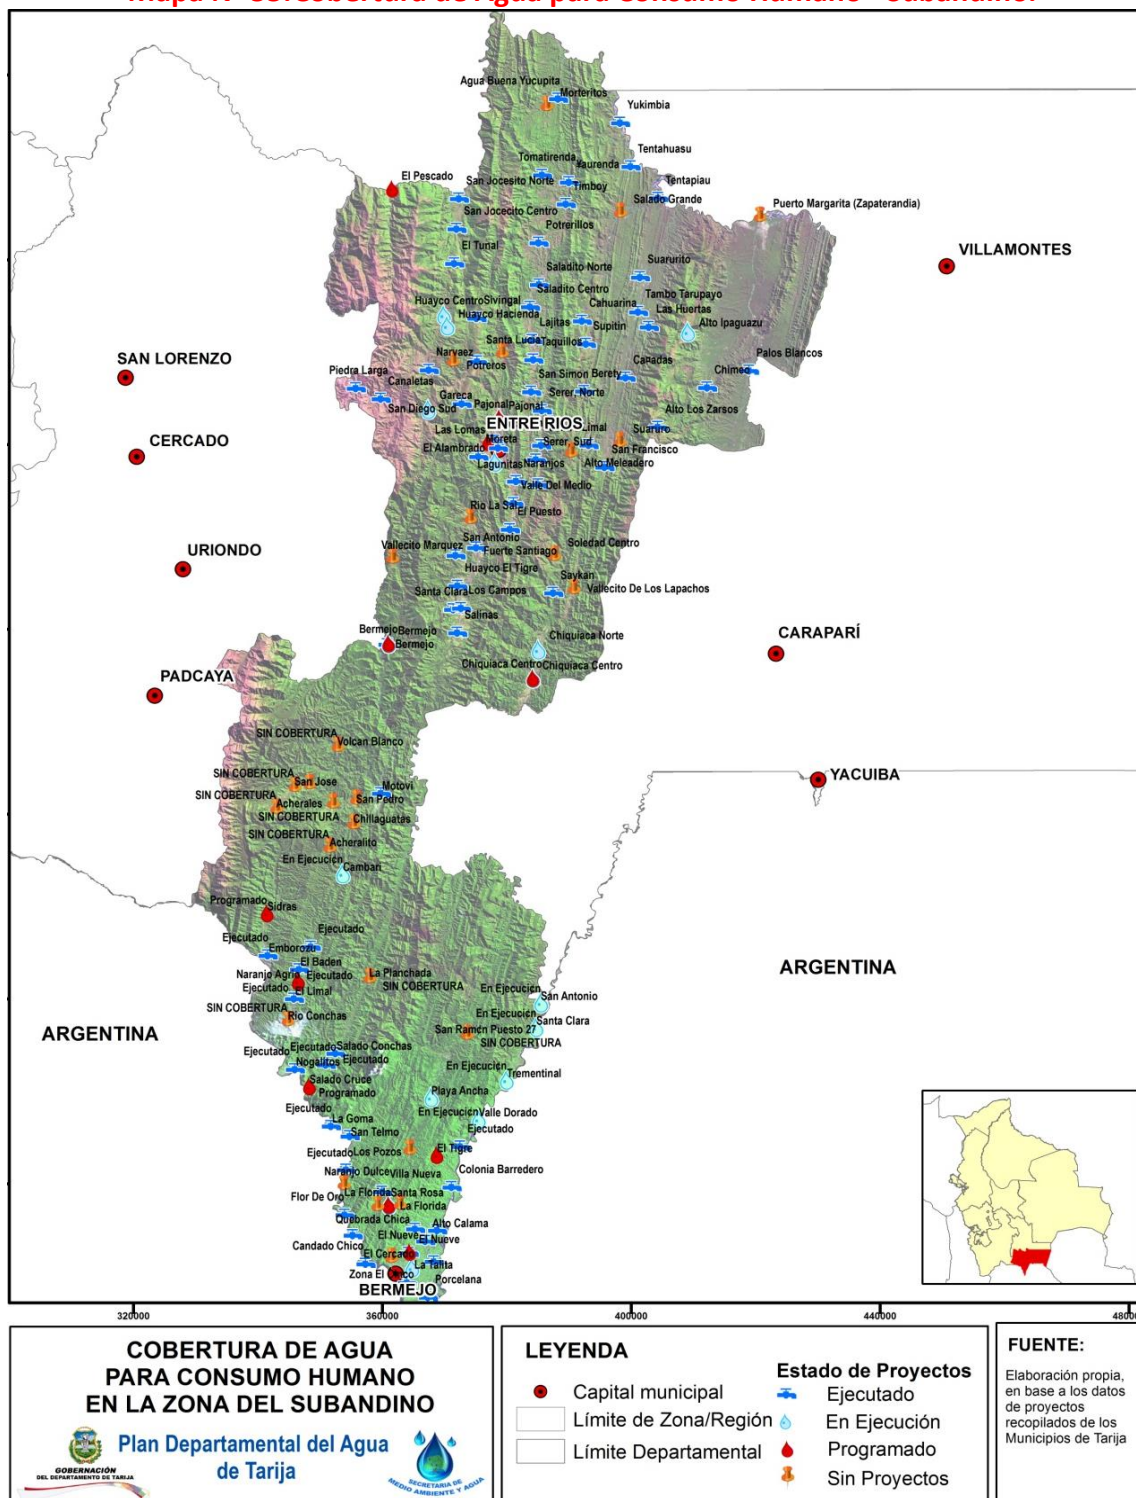 Agua Buena Yucupita
Morteritos
Yukimbia
Tentahuasu
Tomatirenda
Yaurenda
El Pescado
San Jocesito Norte
Timboy
Tentapiau
Salado Grande
Puerto Margarita (Zapaterandia)
San Jocecito Centro
Potrerillos
El Tunal
VILLAMONTES
Saladito Norte
Suarurito
Saladito Centro
Tambo Tarupayo
Huayco Centro
Sivingal
Cahuarina
Las Huertas
Huayco Hacienda
Lajitas
Supitin
Alto Ipaguazu
Santa Lucia
Taquillos
SAN LORENZO
Narvaez
Potreros
Canadas
Palos Blancos
Piedra Larga
Canaletas
San Simon
Berety
Chimeo
Gareca
Serer. Norte
San Diego Sud
Pajonal
Pajonal
Alto Los Zarsos
ENTRE RIOS
Las Lomas
Limal
Suaruro
CERCADO
Moreta
El Alambrado
Serer. Sud
San Francisco
Lagunitas
Naranjos
Alto Meleadero
Valle Del Medio
Rio La Sal
El Puesto
San Antonio
Soledad Centro
URIONDO
Vallecito Marquez
Fuerte Santiago
Huayco El Tigre
Saykan
Santa Clara
Los Campos
Vallecito De Los Lapachos
Salinas
Bermejo
Bermejo
Bermejo
Chiquiaca Norte
CARAPARÍ
Chiquiaca Centro
Chiquiaca Centro
PADCAYA
SIN COBERTURA
Volcan Blanco
SIN COBERTURA
San Jose
Motovi
YACUIBA
SIN COBERTURA
Acherales
San Pedro
SIN COBERTURA
Chillaguatas
SIN COBERTURA
Acheralito
En Ejecución
Cambari
Programado
Sidras
Ejecutado
Ejecutado
Emborozu
El Baden
Naranjo Agrio
Ejecutado
La Planchada
ARGENTINA
Ejecutado
El Limal
SIN COBERTURA
En Ejecución
San Antonio
SIN COBERTURA
Rio Conchas
En Ejecución
Santa Clara
ARGENTINA
San Ramón Puesto 27
SIN COBERTURA
Ejecutado
Ejecutado
Salado Conchas
Nogalitos
Ejecutado
En Ejecución
Trementinal
Salado Cruce
Programado
Playa Ancha
Ejecutado
En Ejecución
Valle Dorado
La Goma
Ejecutado
San Telmo
Ejecutado
Los Pozos
El Tigre
Naranjo Dulce
Villa Nueva
Colonia Barredero
Flor De Oro
La Florida
Santa Rosa
La Florida
Quebrada Chica
Alto Calama
Candado Chico
El Nueve
El Nueve
El Cercado
La Talita
Porcelana
BERMEJO
320000
360000
400000
440000
COBERTURA DE AGUA
PARA CONSUMO HUMANO
EN LA ZONA DEL SUBANDINO
Plan Departamental del Agua
de Tarija
GOBERNACIÓN
DEL DEPARTAMENTO DE TARIJA
SECRETARIA DE
MEDIO AMBIENTE Y AGUA
LEYENDA
Capital municipal
Límite de Zona/Región
Límite Departamental
Estado de Proyectos
Ejecutado
En Ejecución
Programado
Sin Proyectos
FUENTE:
Elaboración propia,
en base a los datos
de proyectos
recopilados de los
Municipios de Tarija